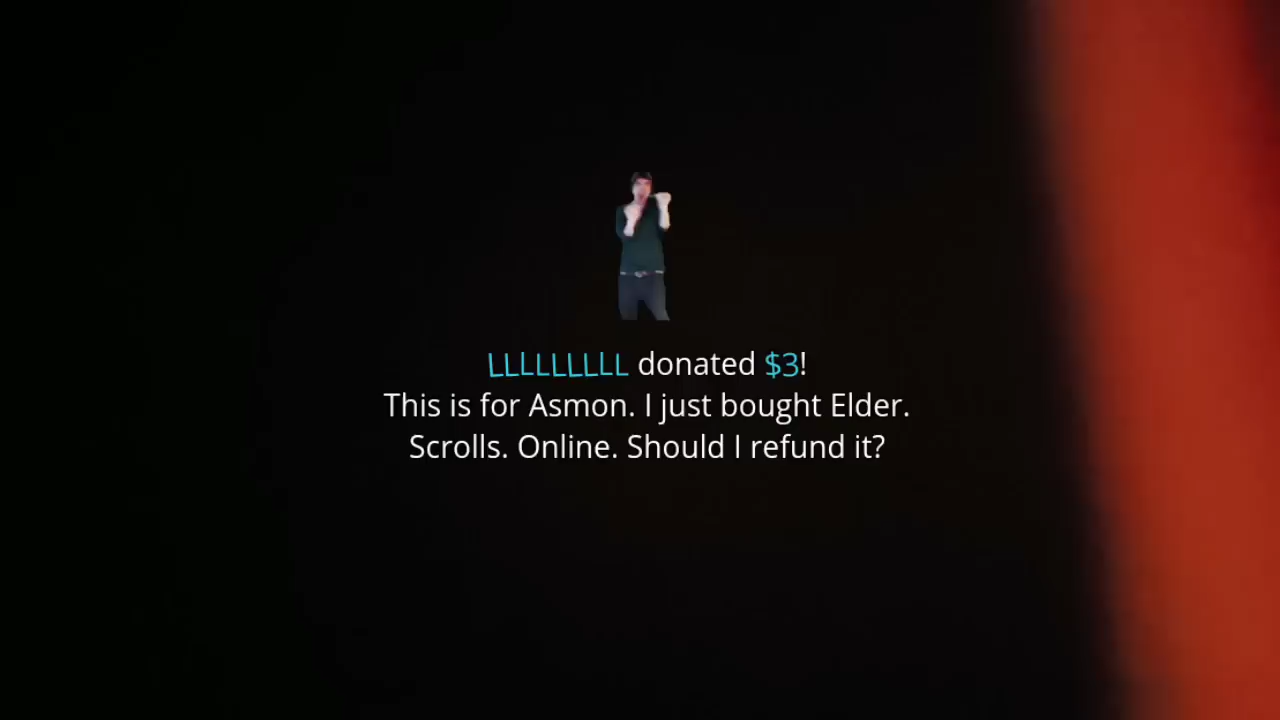 LLLLLLLLL donated $3!
This is for Asmon. I just bought Elder.
Scrolls. Online. Should I refund it?